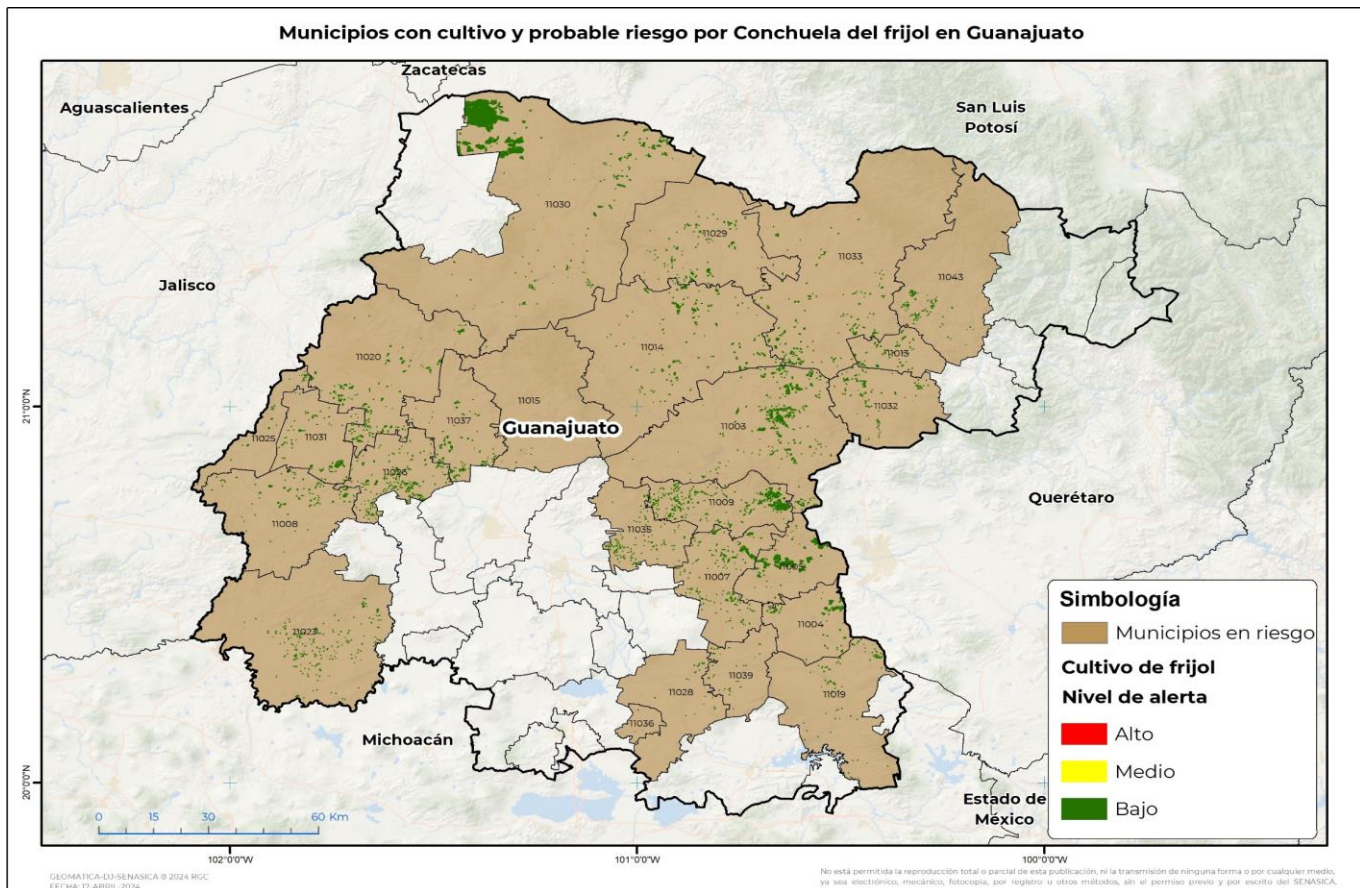 Municipios con cultivo y probable riesgo por Conchuela del frijol en Guanajuato
Zacatecas
Aguascalientes
San Luis
Potosí
11030
11029
11033
11043
Jalisco
11020
11014
11013
11015
21°0'0"N
11037
11032
11025
11031
11003
Guanajuato
11009
Querétaro
11008
11035
11007
11004
11023
11028
11039
11019
11036
Michoacán
20°0'0"N
Estado de
México
Simbología
Municipios en riesgo
Cultivo de frijol
Nivel de alerta
Alto
Medio
Bajo
0 15 30 60 Km
102°0'0"W
101°0'0"W
100°0'0"W
GEOMATICA-DJ-SENASICA ® 2024 RGC
FECHA: 17-ABRIL-2024
No está permitida la reproducción total o parcial de esta publicación, ni la transmisión de ninguna forma o por cualquier medio,
ya sea electrónico, mecánico, fotocopia, por registro u otros métodos, sin el permiso previo y por escrito del SENASICA.